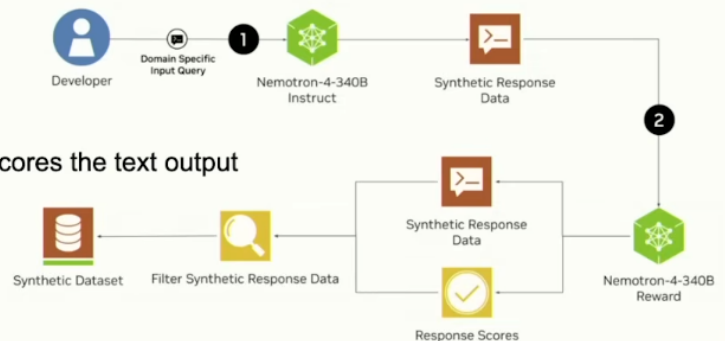 Domain Specific
Input Query
1
Developer
Nemotron-4-340B
Instruct
Synthetic Response
Data
2
cores the text output
Synthetic Response
Data
Synthetic Dataset
Filter Synthetic Response Data
Nemotron-4-340B
Reward
Response Scores